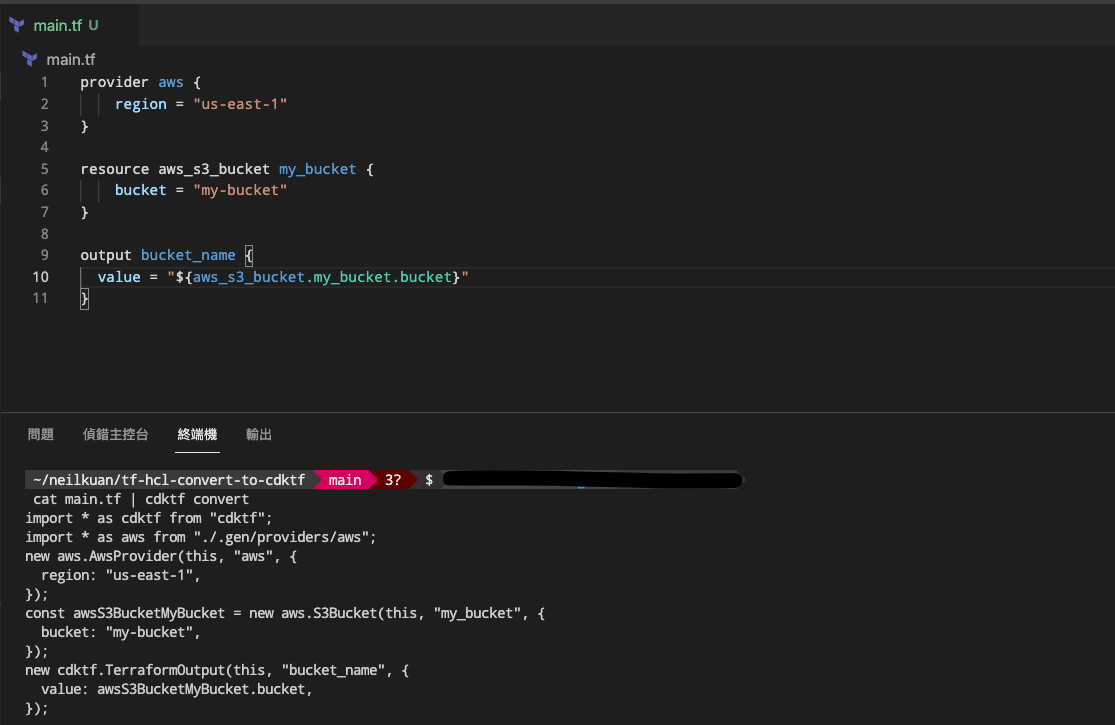 main.tf U
main.tf
1 provider aws {
2     region = "us-east-1"
3 }
4
5 resource aws_s3_bucket my_bucket {
6     bucket = "my-bucket"
7 }
8
9 output bucket_name {
10   value = "${aws_s3_bucket.my_bucket.bucket}"
11 }
問題 偵錯主控台 終端機 輸出
~/neilkuan/tf-hcl-convert-to-cdktf main 3? $
cat main.tf | cdktf convert
import * as cdktf from "cdktf";
import * as aws from "./.gen/providers/aws";
new aws.AwsProvider(this, "aws", {
  region: "us-east-1",
});
const awsS3BucketMyBucket = new aws.S3Bucket(this, "my_bucket", {
  bucket: "my-bucket",
});
new cdktf.TerraformOutput(this, "bucket_name", {
  value: awsS3BucketMyBucket.bucket,
});